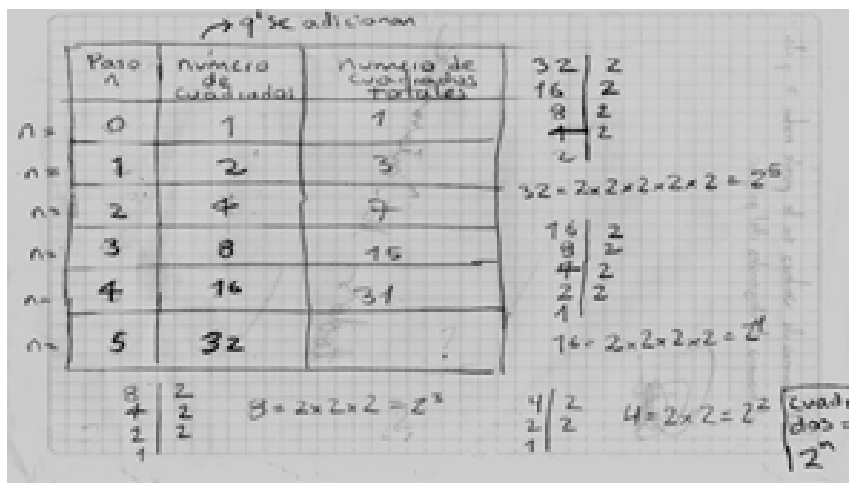 → q' se adicionan
Paso n | número de cuadrados | número de cuadrados totales
n= 0 | 1 | 1
n= 1 | 2 | 3
n= 2 | 4 | 7
n= 3 | 8 | 15
n= 4 | 16 | 31
n= 5 | 32 | ?
32 | 2
16 | 2
8 | 2
4 | 2
2 |
32 = 2x2x2x2x2 = 2⁵
16 | 2
8 | 2
4 | 2
2 | 2
1 |
16 = 2x2x2x2 = 2⁴
8 | 2
4 | 2
2 | 2
1 |
8 = 2x2x2 = 2³
4 | 2
2 | 2
1 |
4 = 2x2 = 2²
cuadra
dos =
2ⁿ